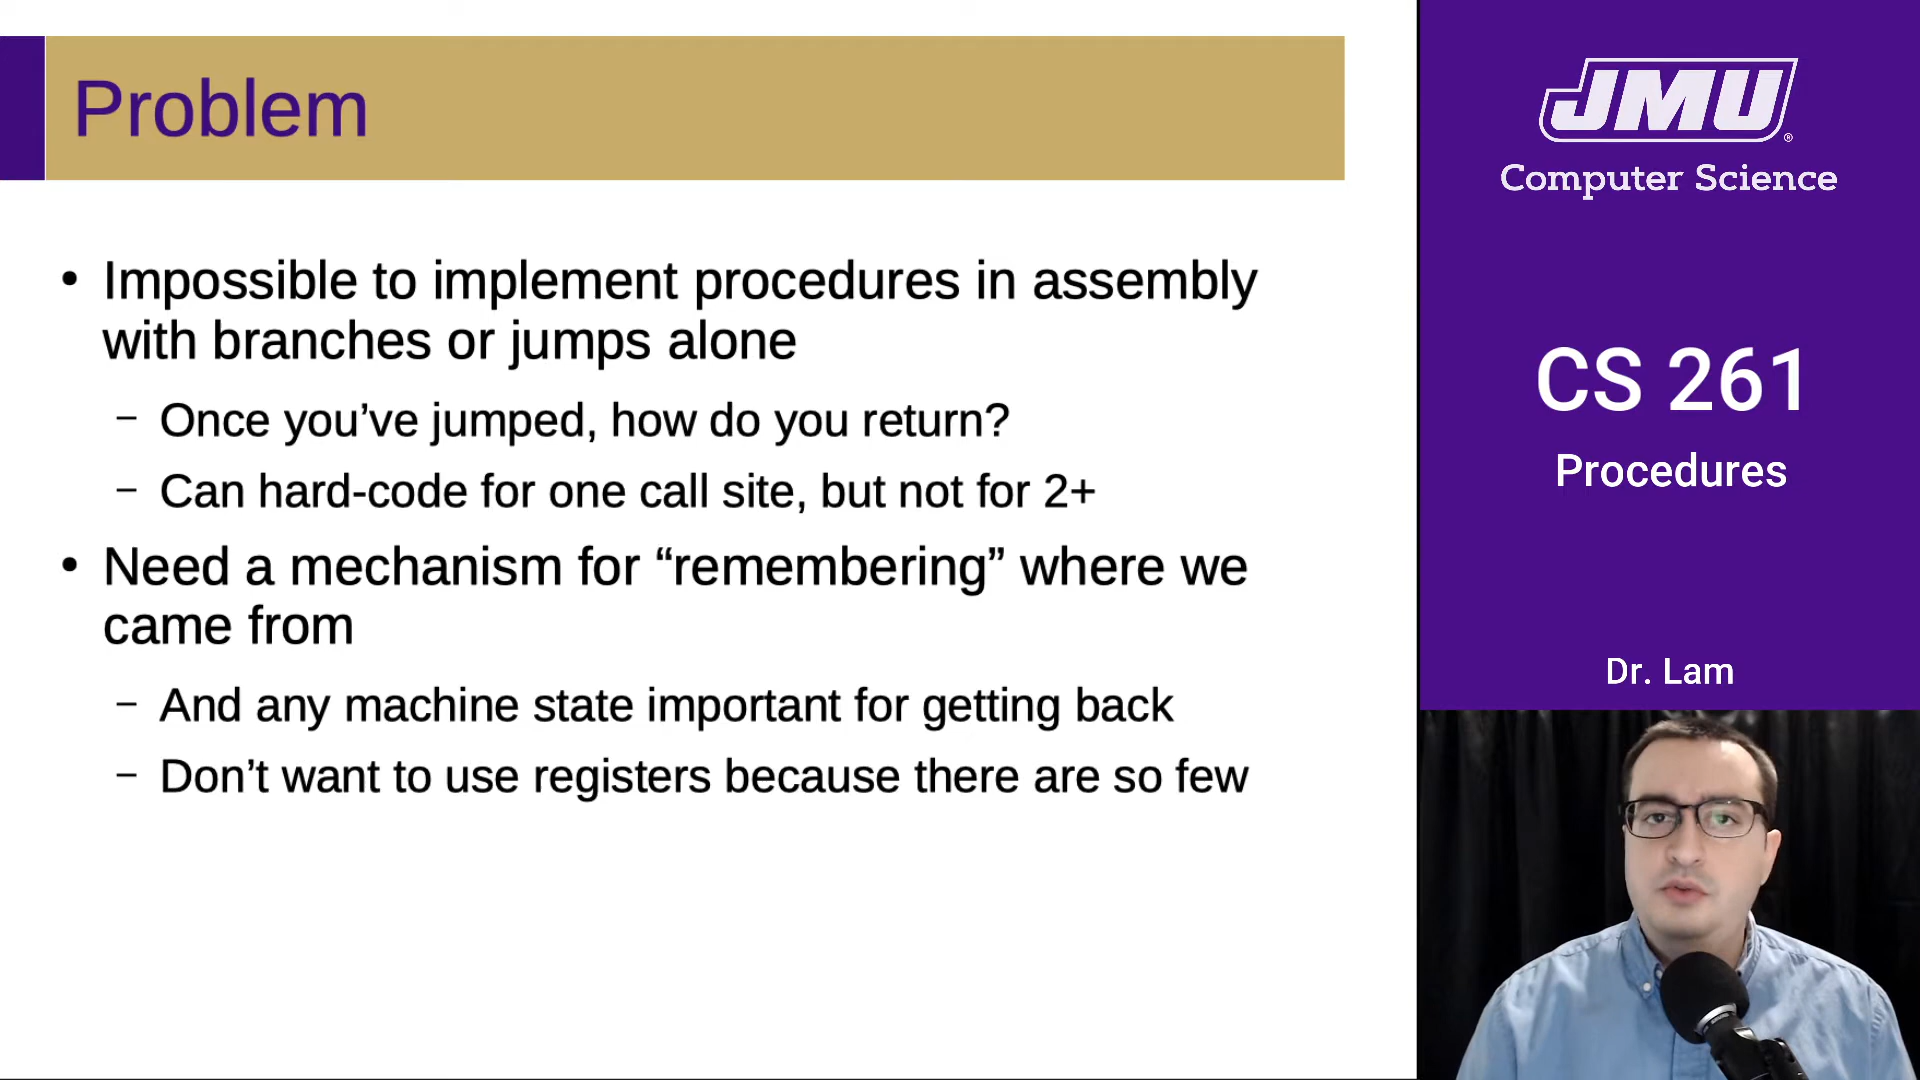 Problem
• Impossible to implement procedures in assembly
with branches or jumps alone
– Once you’ve jumped, how do you return?
– Can hard-code for one call site, but not for 2+
• Need a mechanism for “remembering” where we
came from
– And any machine state important for getting back
– Don’t want to use registers because there are so few
JMU®
Computer Science
CS 261
Procedures
Dr. Lam